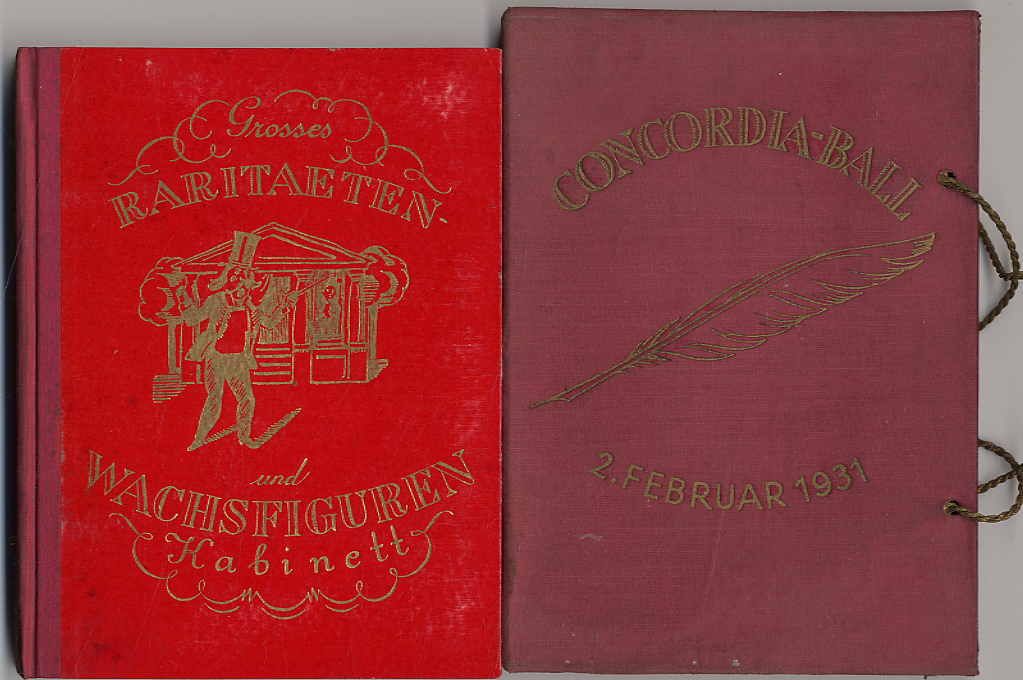 Grosses
RARITAETEN-
und
WACHSFIGUREN
Kabinett
CONCORDIA-BALL
2. FEBRUAR 1931